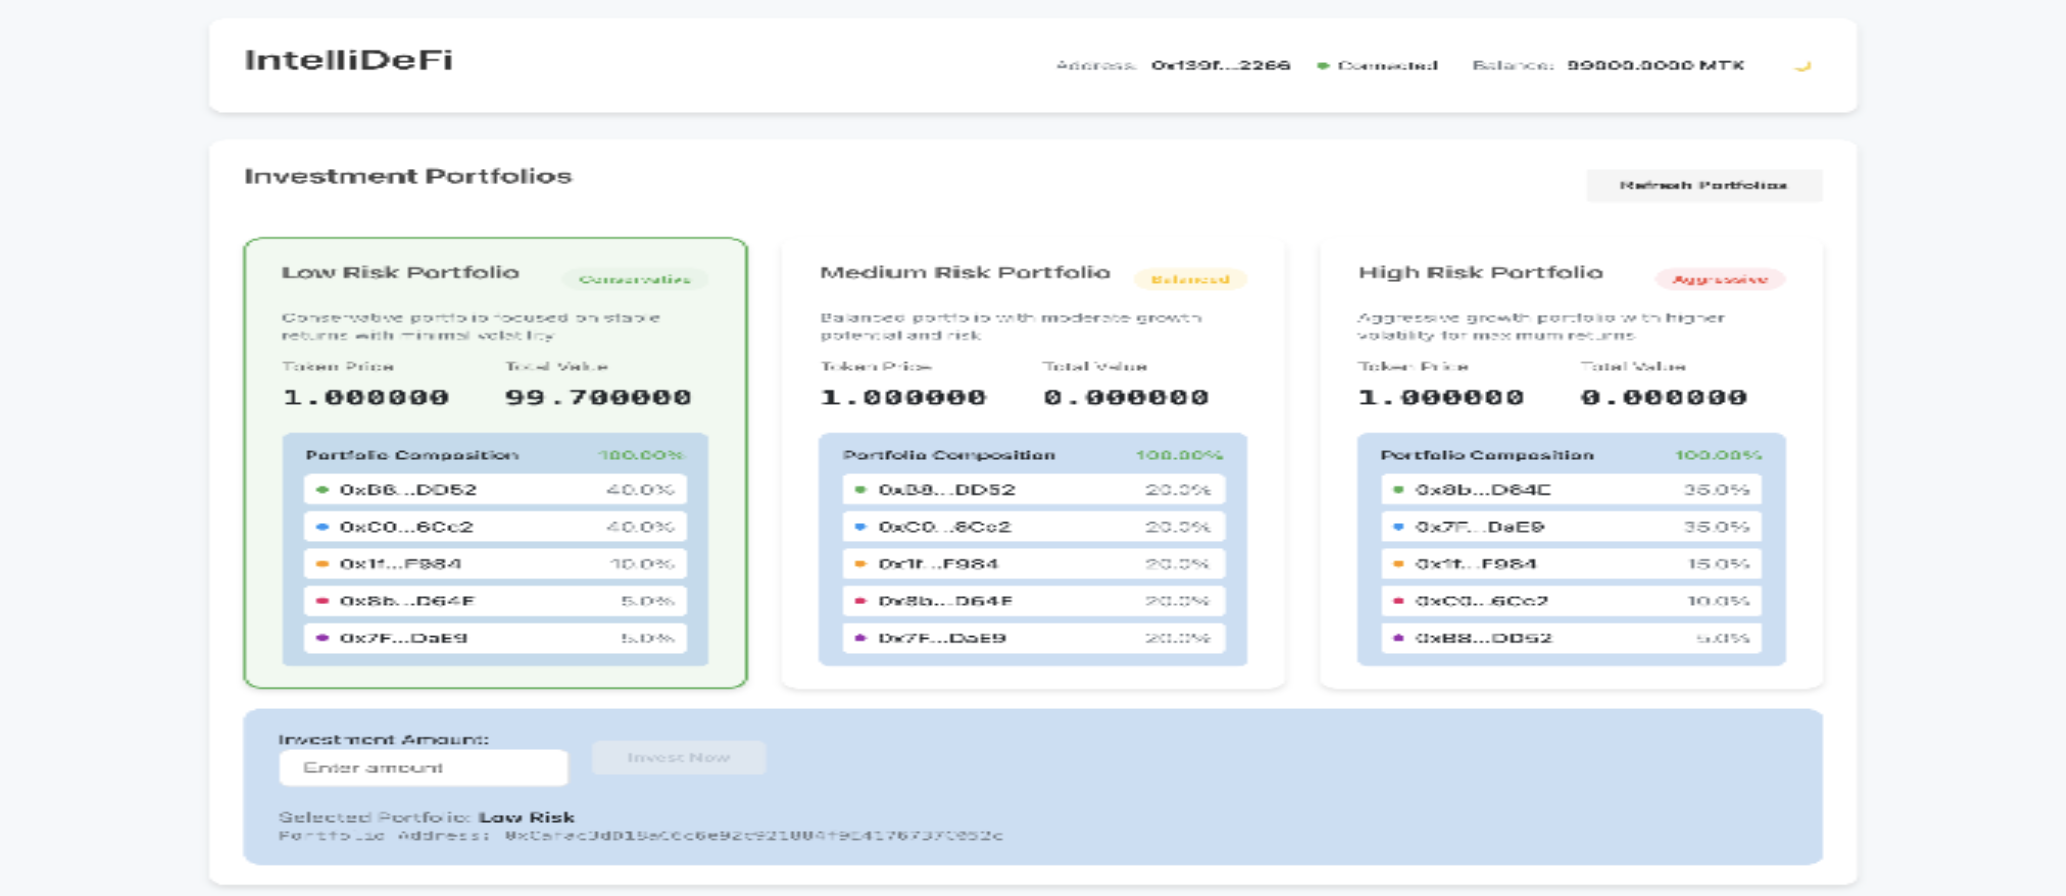 IntelliDeFi
Address: 0xf39f...2266 Connected Balance: 99800.0000 MTK
Investment Portfolios
Refresh Portfolios
Low Risk Portfolio
Conservative
Conservative portfolio focused on stable
returns with minimal volatility
Token Price Total Value
1.000000 99.700000
Portfolio Composition 100.00%
0xB8...DD52 40.0%
0xC0...6Cc2 40.0%
0x1f...F984 10.0%
0x8b...D64E 5.0%
0x7F...DaE9 5.0%
Medium Risk Portfolio
Balanced
Balanced portfolio with moderate growth
potential and risk
Token Price Total Value
1.000000 0.000000
Portfolio Composition 100.00%
0xB8...DD52 20.0%
0xC0...6Cc2 20.0%
0x1f...F984 20.0%
0x8b...D64E 20.0%
0x7F...DaE9 20.0%
High Risk Portfolio
Aggressive
Aggressive growth portfolio with higher
volatility for maximum returns
Token Price Total Value
1.000000 0.000000
Portfolio Composition 100.00%
0x8b...D64E 35.0%
0x7F...DaE9 35.0%
0x1f...F984 15.0%
0xC0...6Cc2 10.0%
0xB8...DD52 5.0%
Investment Amount:
Enter amount
Invest Now
Selected Portfolio: Low Risk
Portfolio Address: